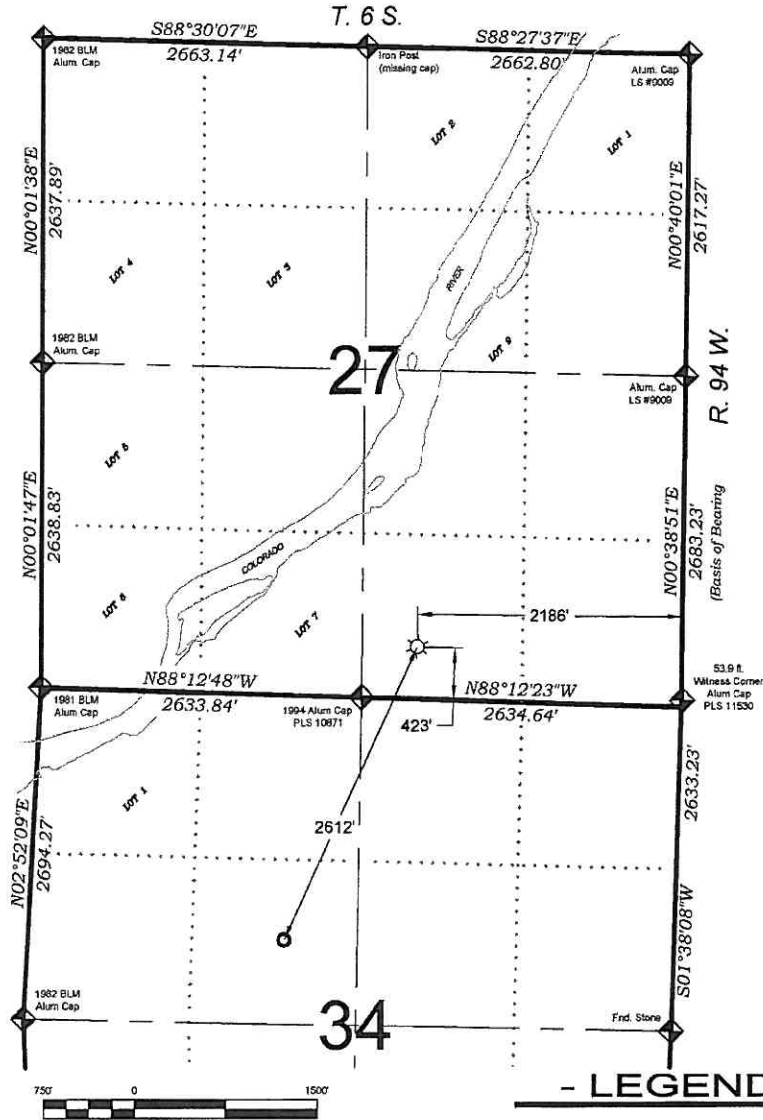 T. 6 S.
S88°30'07"E
2663.14'
S88°27'37"E
2662.80'
1982 BLM
Alum. Cap
Iron Post
(missing cap)
Alum. Cap
LS #9009
LOT 2
LOT 1
N00°01'38"E
2637.89'
N00°40'01"E
2617.27'
LOT 4
LOT 3
RIVER
LOT 9
1982 BLM
Alum. Cap
27
Alum. Cap
LS #9009
R. 94 W.
LOT 5
N00°01'47"E
2638.83'
N00°38'51"E
2683.23'
(Basis of Bearing
COLORADO
LOT 6
LOT 7
2186'
N88°12'48"W
2633.84'
N88°12'23"W
2634.64'
423'
1981 BLM
Alum Cap
1994 Alum Cap
PLS 10871
53.9 ft.
Witness Corner
Alum Cap
PLS 11530
LOT 1
N02°52'09"E
2694.27'
2612'
2633.23'
S01°38'08"W
1982 BLM
Alum Cap
34
Fnd. Stone
750'
0
1500'
- LEGEND